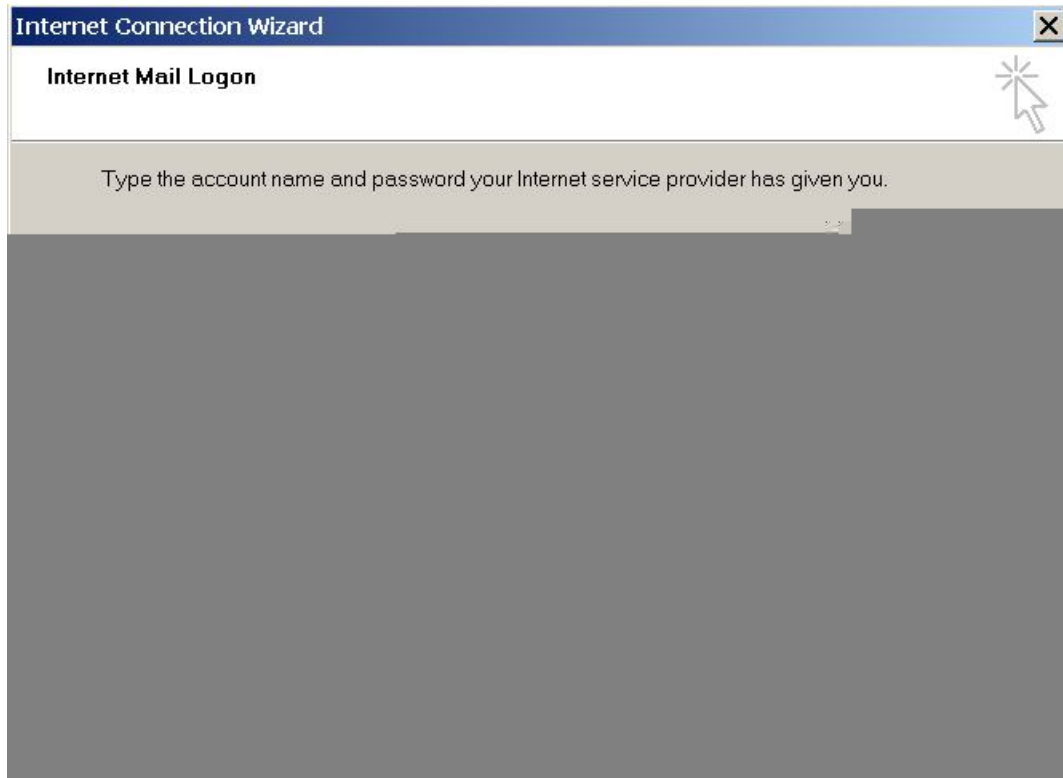 Internet Connection Wizard
Internet Mail Logon
Type the account name and password your Internet service provider has given you.